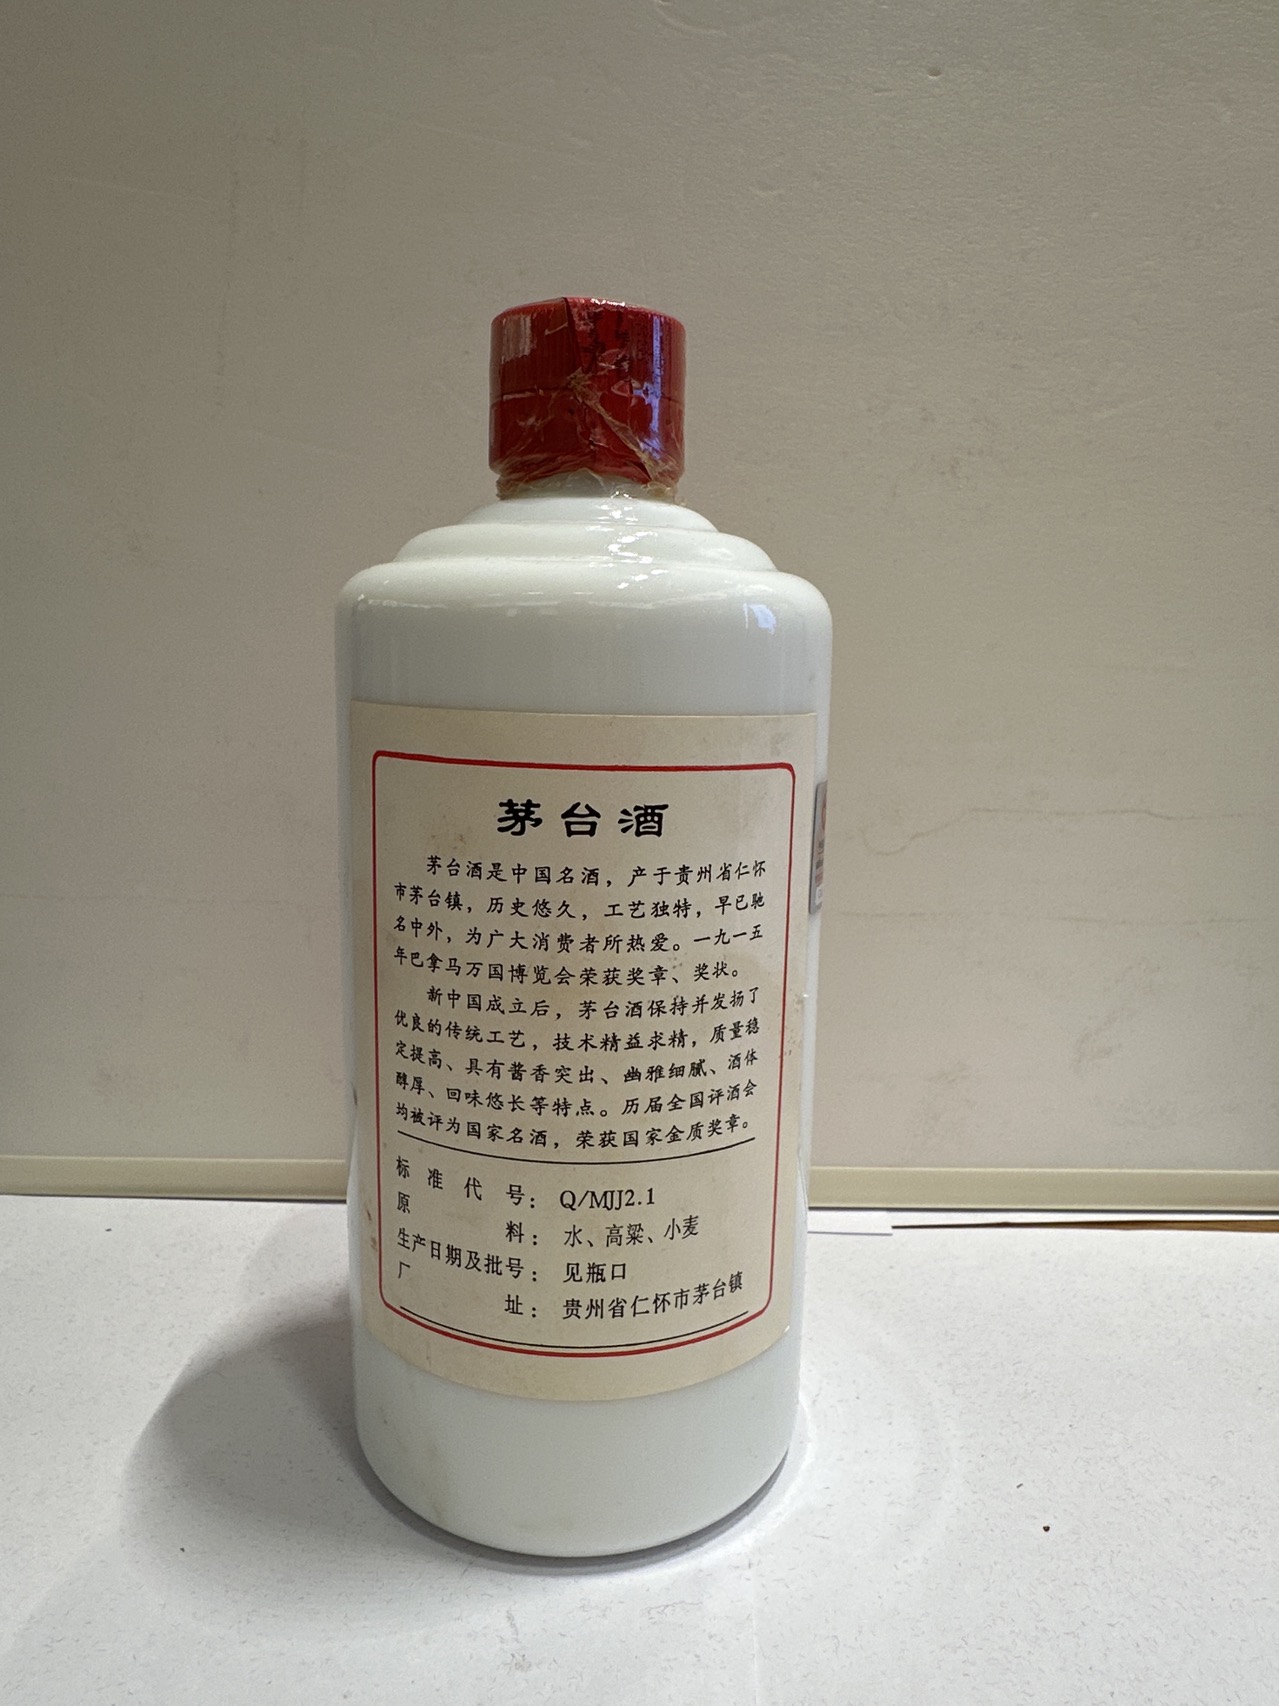 茅台酒
茅台酒是中国名酒，产于贵州省仁怀
市茅台镇，历史悠久，工艺独特，早已驰
名中外，为广大消费者所热爱。一九一五
年巴拿马万国博览会荣获奖章、奖状。
新中国成立后，茅台酒保持并发扬了
优良的传统工艺，技术精益求精，质量稳
定提高、具有酱香突出、幽雅细腻、酒体
醇厚、回味悠长等特点。历届全国评酒会
均被评为国家名酒，荣获国家金质奖章。
标准代号：Q/MJJ2.1
原料：水、高粱、小麦
生产日期及批号：见瓶口
厂址：贵州省仁怀市茅台镇